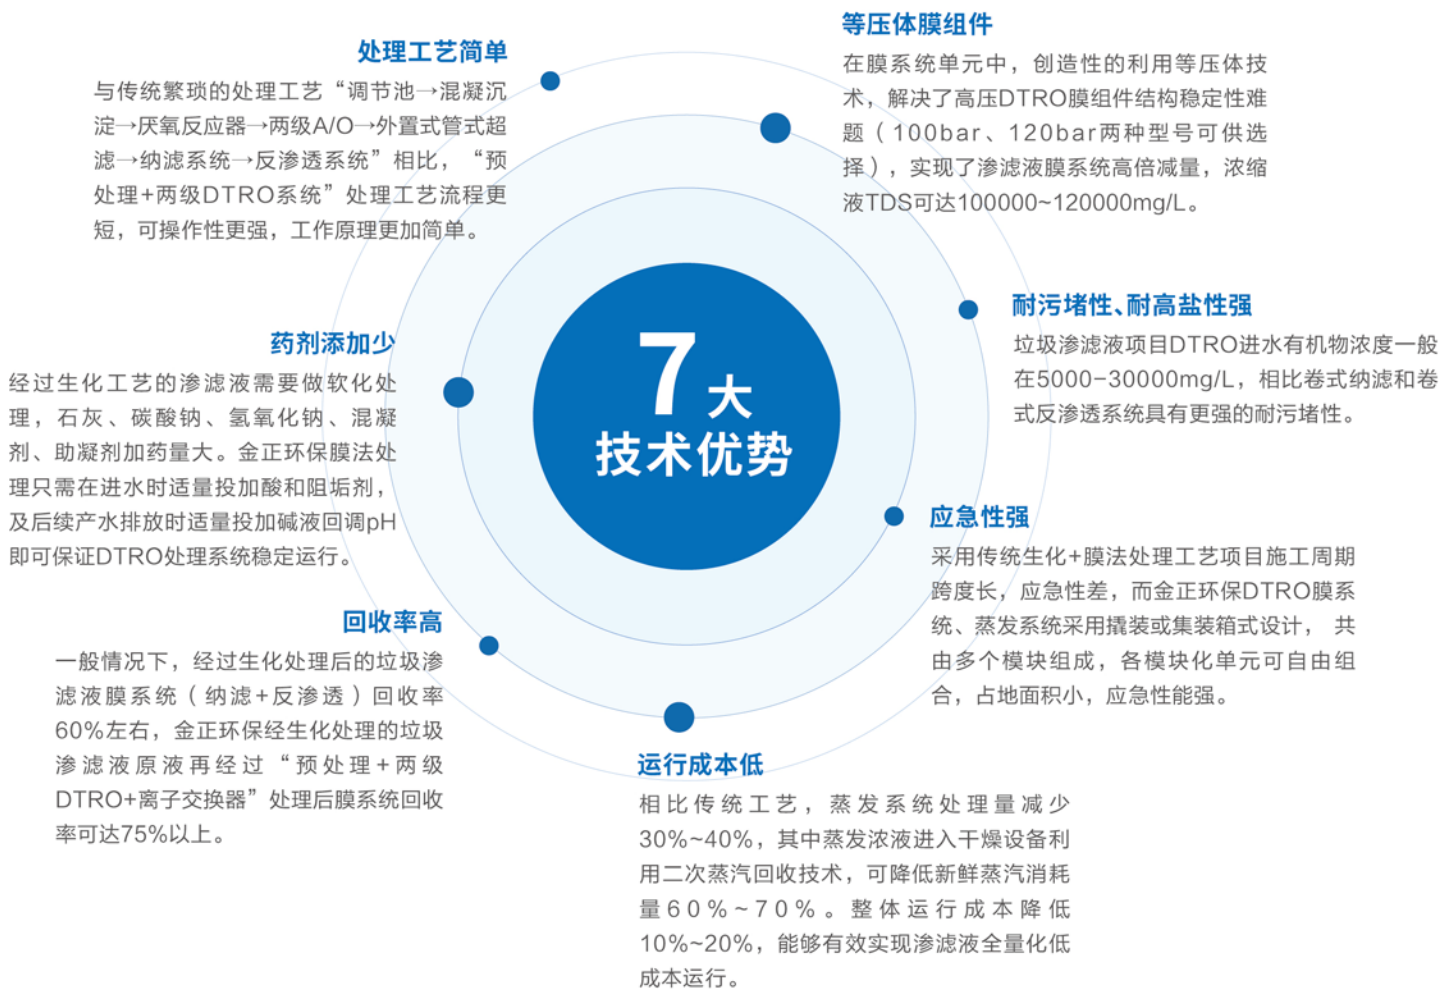 处理工艺简单
与传统繁琐的处理工艺“调节池→混凝沉
淀→厌氧反应器→两级A/O→外置式管式超
滤→纳滤系统→反渗透系统”相比，“预
处理+两级DTRO系统”处理工艺流程更
短，可操作性更强，工作原理更加简单。
等压体膜组件
在膜系统单元中，创造性的利用等压体技
术，解决了高压DTRO膜组件结构稳定性难
题（100bar、120bar两种型号可供选
择），实现了渗滤液膜系统高倍减量，浓缩
液TDS可达100000~120000mg/L。
耐污堵性、耐高盐性强
垃圾渗滤液项目DTRO进水有机物浓度一般
在5000-30000mg/L，相比卷式纳滤和卷
式反渗透系统具有更强的耐污堵性。
7大
技术优势
药剂添加少
经过生化工艺的渗滤液需要做软化处
理，石灰、碳酸钠、氢氧化钠、混凝
剂、助凝剂加药量大。金正环保膜法处
理只需在进水时适量投加酸和阻垢剂，
及后续产水排放时适量投加碱液回调pH
即可保证DTRO处理系统稳定运行。
应急性强
采用传统生化+膜法处理工艺项目施工周期
跨度长，应急性差，而金正环保DTRO膜系
统、蒸发系统采用撬装或集装箱式设计， 共
由多个模块组成，各模块化单元可自由组
合，占地面积小，应急性能强。
回收率高
一般情况下，经过生化处理后的垃圾渗
滤液膜系统（纳滤+反渗透）回收率
60%左右，金正环保经生化处理的垃圾
渗滤液原液再经过“预处理+两级
DTRO+离子交换器”处理后膜系统回收
率可达75%以上。
运行成本低
相比传统工艺，蒸发系统处理量减少
30%~40%，其中蒸发浓液进入干燥设备利
用二次蒸汽回收技术，可降低新鲜蒸汽消耗
量60%~70%。整体运行成本降低
10%~20%，能够有效实现渗滤液全量化低
成本运行。